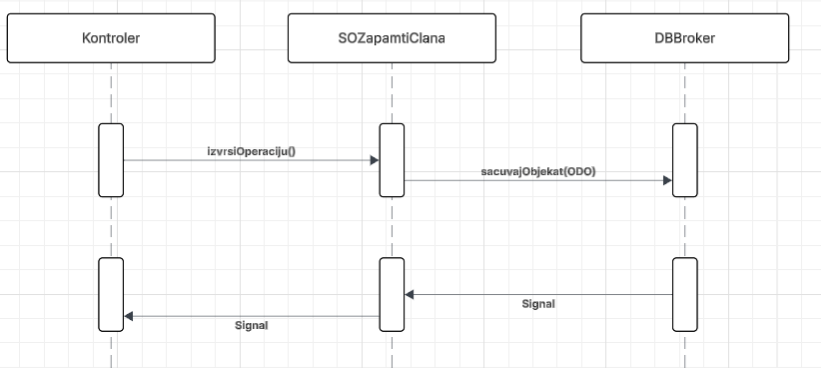 Kontroler
SOZapamtiClana
DBBroker
izvrsiOperaciju()
sacuvajObjekat(ODO)
Signal
Signal